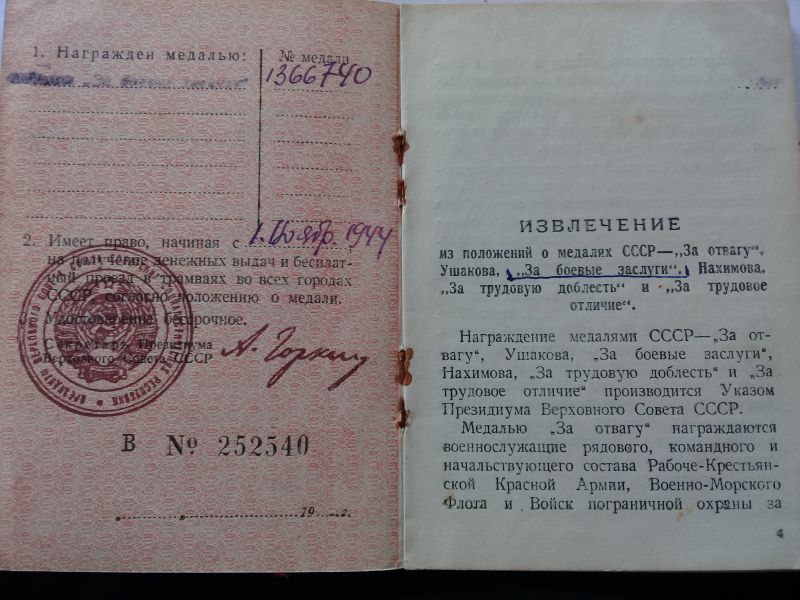 1. Награжден медалью:
№ медали
„За боевые заслуги“
1366740
2. Имеет право, начиная с 1. Ноябр. 1944
на получение денежных выдач и бесплат-
ный проезд в трамваях во всех городах
СССР согласно положению о медали.
3. Удостоверение бессрочное.
Секретарь Президиума
Верховного Совета СССР
А. Горкин
В № 252540
19 г.
ИЗВЛЕЧЕНИЕ
из положений о медалях СССР—„За отвагу“,
Ушакова, „За боевые заслуги“, Нахимова,
„За трудовую доблесть“ и „За трудовое
отличие“.
Награждение медалями СССР—„За от-
вагу“, Ушакова, „За боевые заслуги“,
Нахимова, „За трудовую доблесть“ и „За
трудовое отличие“ производится Указом
Президиума Верховного Совета СССР.
Медалью „За отвагу“ награждаются
военнослужащие рядового, командного и
начальствующего состава Рабоче-Крестьян-
ской Красной Армии, Военно-Морского
Флота и Войск пограничной охраны за
4